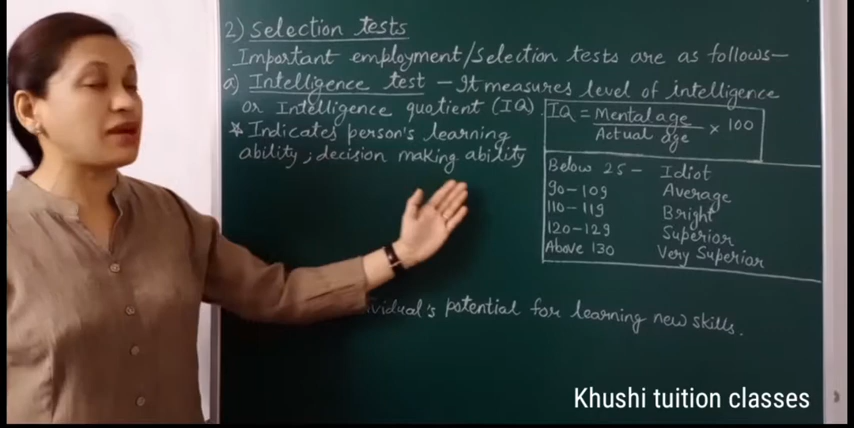 2) Selection tests
Important employment/Selection tests are as follows—
a) Intelligence test — It measures level of intelligence
or Intelligence quotient (IQ).
* Indicates person's learning
ability ; decision making ability
IQ = Mental age / Actual age × 100
Below 25 — Idiot
90–109 Average
110–119 Bright
120–129 Superior
Above 130 Very Superior
potential for learning new skills.
Khushi tuition classes